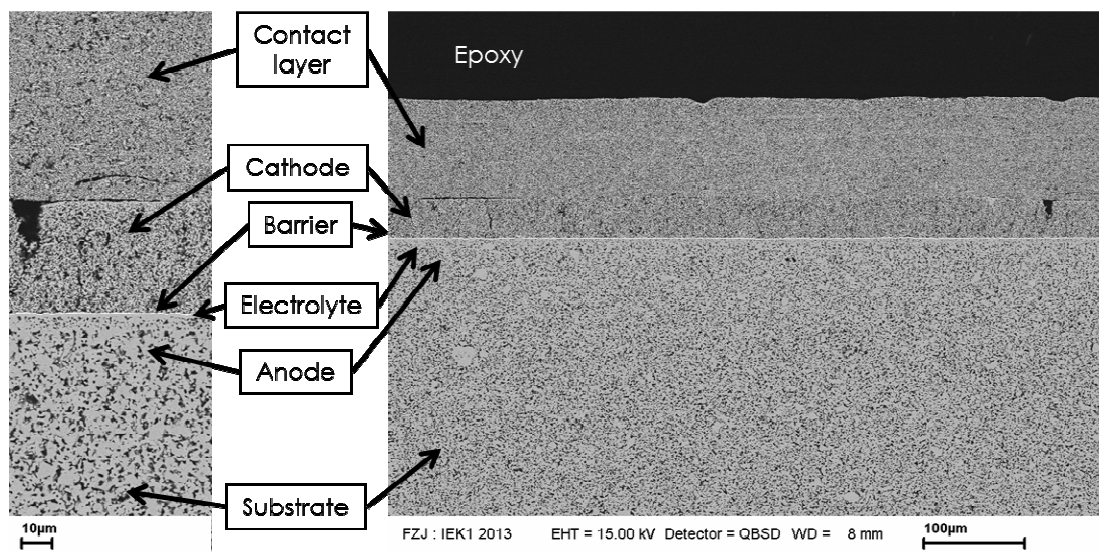 Contact
layer
Epoxy
Cathode
Barrier
Electrolyte
Anode
Substrate
10µm
FZJ : IEK1 2013 EHT = 15.00 kV Detector = QBSD WD = 8 mm 100µm